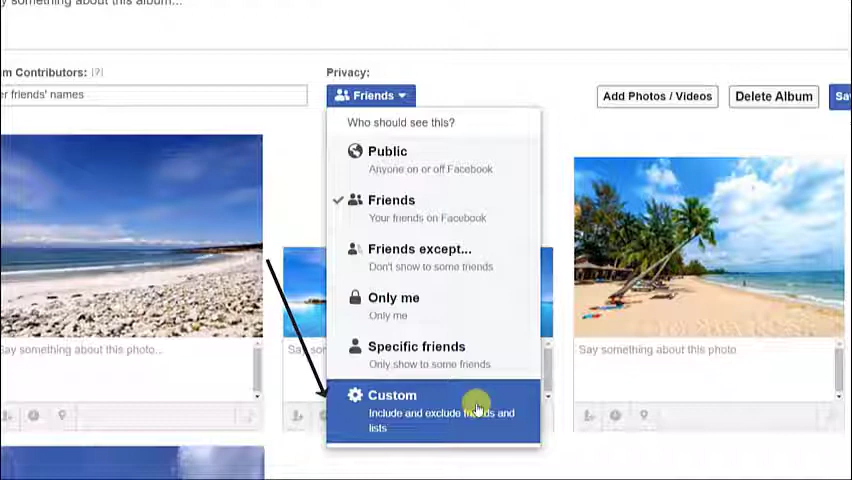 y something about this album...
m Contributors: [?]
Privacy:
er friends' names
Friends
Add Photos / Videos
Delete Album
Sa
Who should see this?
Public
Anyone on or off Facebook
Friends
Your friends on Facebook
Friends except...
Don't show to some friends
Only me
Only me
Specific friends
Only show to some friends
Custom
Include and exclude friends and
lists
Say something about this photo...
Say s
Say something about this photo